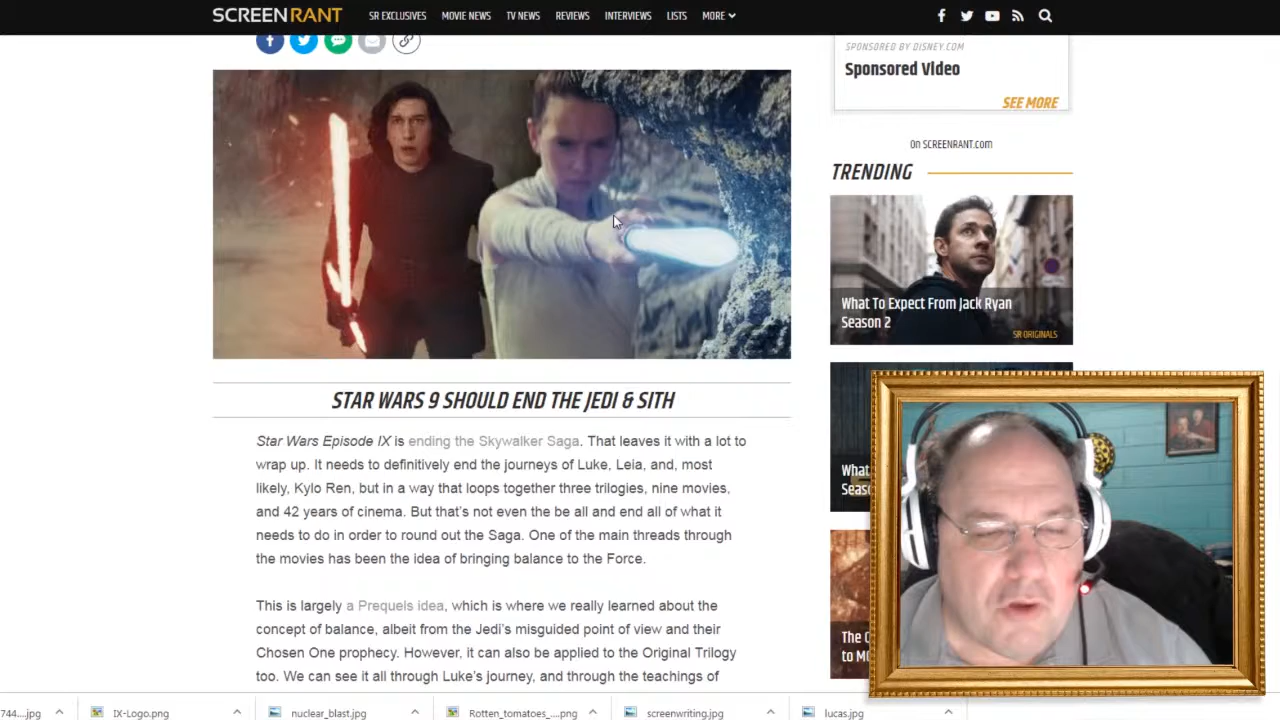 SCREENRANT SR EXCLUSIVES MOVIE NEWS TV NEWS REVIEWS INTERVIEWS LISTS MORE
SPONSORED BY DISNEY.COM
Sponsored Video
SEE MORE
On SCREENRANT.com
TRENDING
What To Expect From Jack Ryan
Season 2
SR ORIGINALS
STAR WARS 9 SHOULD END THE JEDI & SITH
Star Wars Episode IX is ending the Skywalker Saga. That leaves it with a lot to
wrap up. It needs to definitively end the journeys of Luke, Leia, and, most
likely, Kylo Ren, but in a way that loops together three trilogies, nine movies,
and 42 years of cinema. But that's not even the be all and end all of what it
needs to do in order to round out the Saga. One of the main threads through
the movies has been the idea of bringing balance to the Force.
This is largely a Prequels idea, which is where we really learned about the
concept of balance, albeit from the Jedi's misguided point of view and their
Chosen One prophecy. However, it can also be applied to the Original Trilogy
too. We can see it all through Luke's journey, and through the teachings of
What
Seas
The
to M
744....jpg IX-Logo.png nuclear_blast.jpg Rotten_tomatoes_....png screenwriting.jpg lucas.jpg